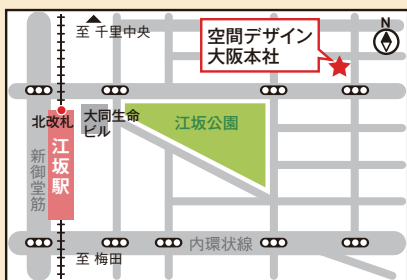 至 千里中央
空間デザイン
大阪本社
N
北改札
大同生命
ビル
江坂公園
江坂駅
新御堂筋
内環状線
至 梅田